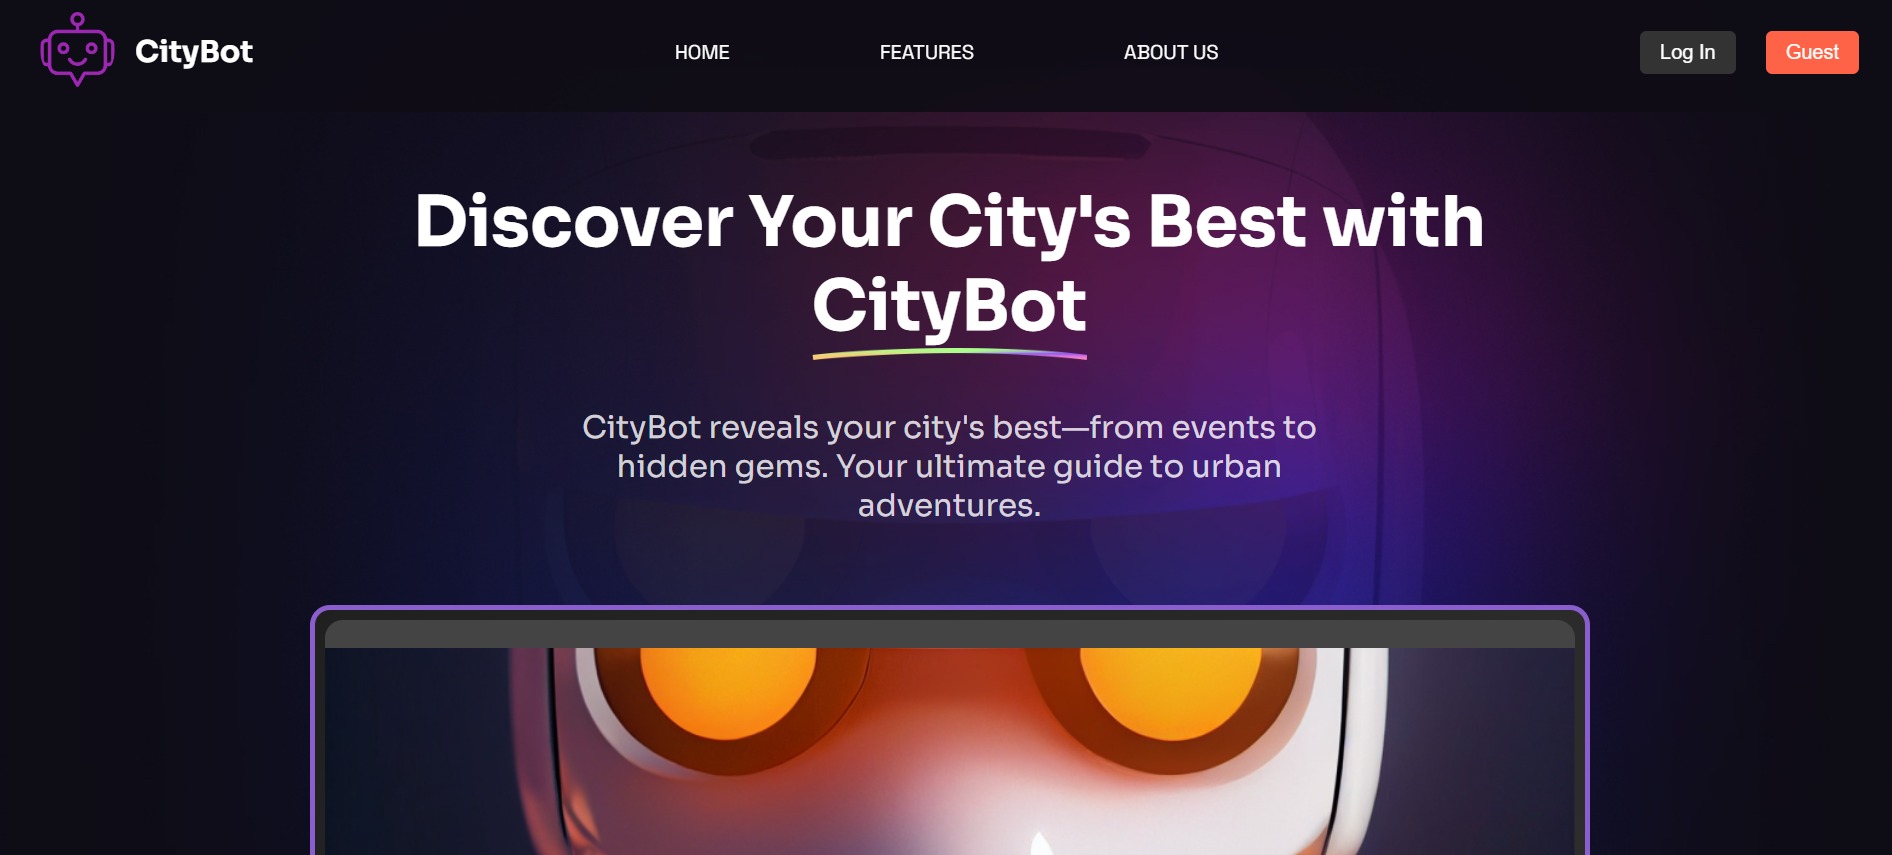 CityBot
HOME
FEATURES
ABOUT US
Log In
Guest
Discover Your City's Best with
CityBot
CityBot reveals your city's best—from events to
hidden gems. Your ultimate guide to urban
adventures.